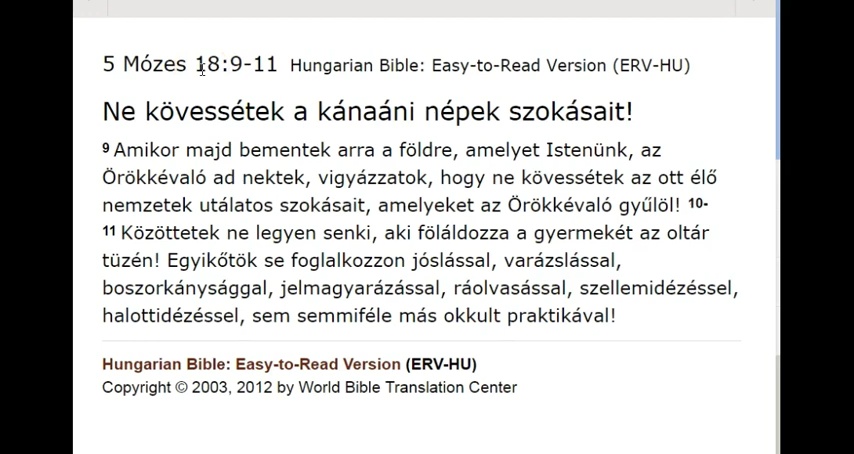 5 Mózes 18:9-11 Hungarian Bible: Easy-to-Read Version (ERV-HU)
Ne kövessétek a kánaáni népek szokásait!
9 Amikor majd bementek arra a földre, amelyet Istenünk, az
Örökkévaló ad nektek, vigyázzatok, hogy ne kövessétek az ott élő
nemzetek utálatos szokásait, amelyeket az Örökkévaló gyűlöl! 10-
11 Közöttetek ne legyen senki, aki föláldozza a gyermekét az oltár
tüzén! Egyikőtök se foglalkozzon jóslással, varázslással,
boszorkánysággal, jelmagyarázással, ráolvasással, szellemidézéssel,
halottidézéssel, sem semmiféle más okkult praktikával!
Hungarian Bible: Easy-to-Read Version (ERV-HU)
Copyright © 2003, 2012 by World Bible Translation Center